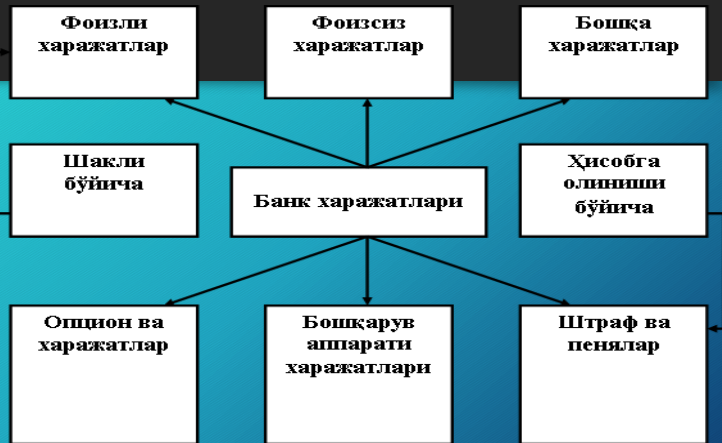 Фоизли
харажатлар
Фоизсиз
харажатлар
Бошқа
харажатлар
Шакли
бўйича
Банк харажатлари
Ҳисобга
олиниши
бўйича
Опцион ва
харажатлар
Бошқарув
аппарати
харажатлари
Штраф ва
пенялар